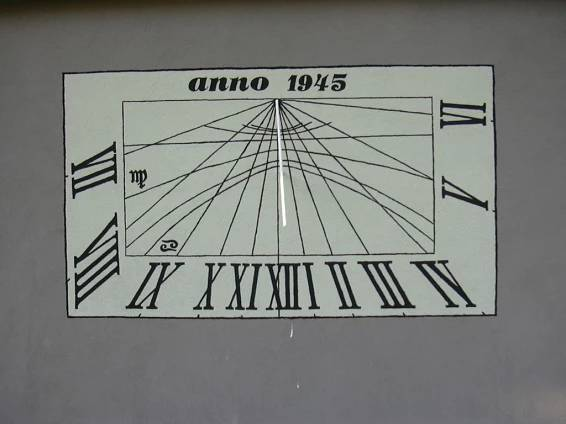 anno 1945
VI
VII
♍
V
VIII
♋
IX X XI XII I II III IV